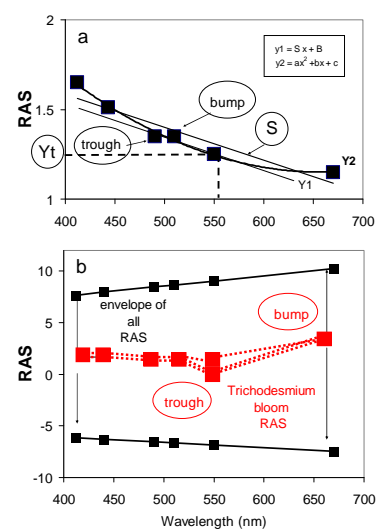 a
y1 = S x + B
y2 = ax² +bx + c
2
1.5
1
RAS
bump
S
trough
Yt
Y2
Y1
400 450 500 550 600 650 700
b
10
5
0
-5
-10
RAS
envelope of
all
RAS
bump
trough
Trichodesmium
bloom
RAS
400 450 500 550 600 650 700
Wavelength (nm)